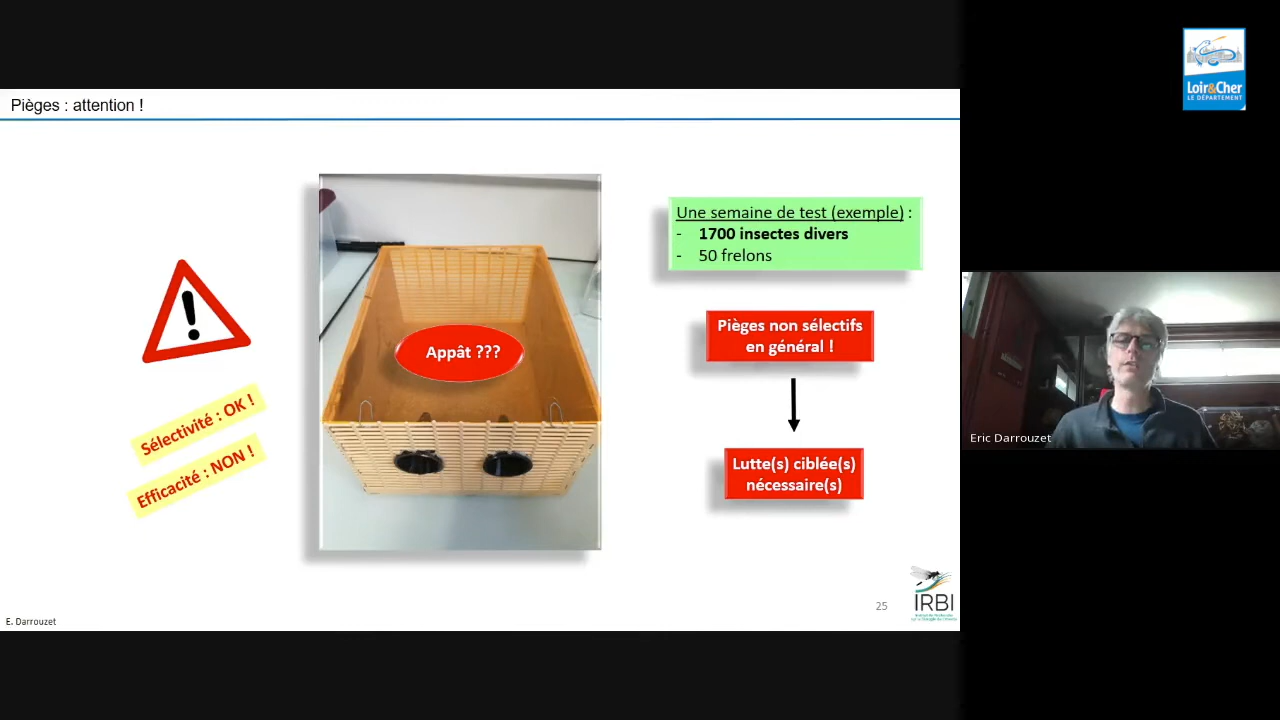 Pièges : attention !
Sélectivité : OK !
Efficacité : NON !
Appât ???
Une semaine de test (exemple) :
- 1700 insectes divers
- 50 frelons
Pièges non sélectifs
en général !
Lutte(s) ciblée(s)
nécessaire(s)
25
IRBI
E. Darrouzet
Loir&Cher
LE DÉPARTEMENT
Eric Darrouzet